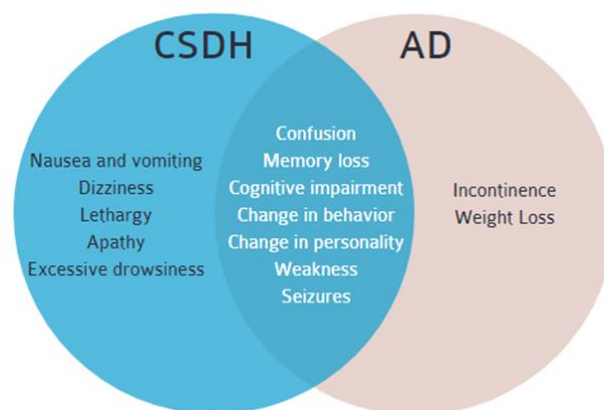 CSDH
AD
Nausea and vomiting
Dizziness
Lethargy
Apathy
Excessive drowsiness
Confusion
Memory loss
Cognitive impairment
Change in behavior
Change in personality
Weakness
Seizures
Incontinence
Weight Loss